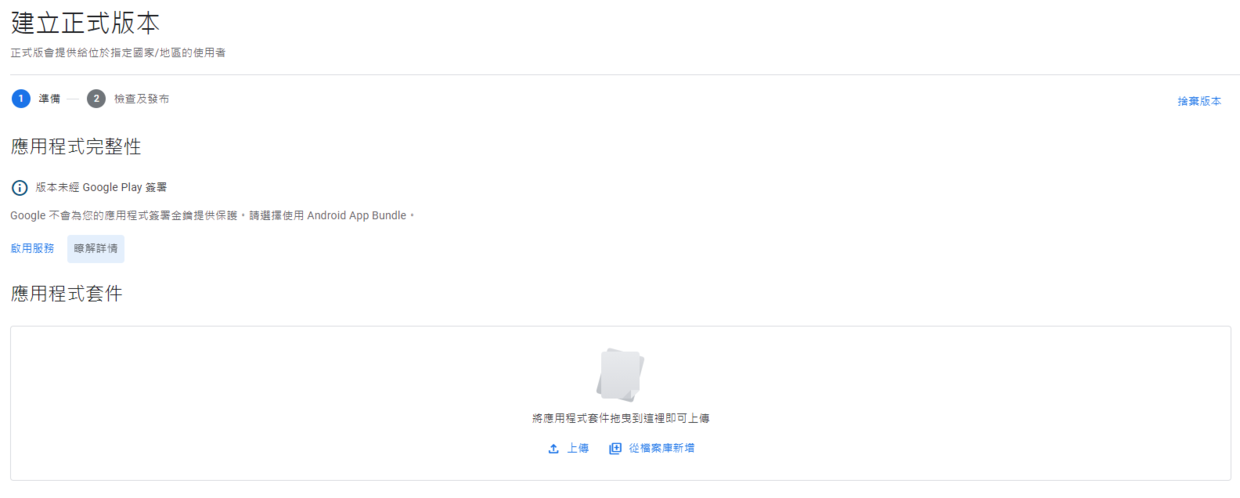 建立正式版本
正式版會提供給位於指定國家/地區的使用者
1 準備 — 2 檢查及發布
捨棄版本
應用程式完整性
版本未經 Google Play 簽署
Google 不會為您的應用程式簽署金鑰提供保護。請選擇使用 Android App Bundle。
啟用服務 瞭解詳情
應用程式套件
將應用程式套件拖曳到這裡即可上傳
上傳 從檔案庫新增